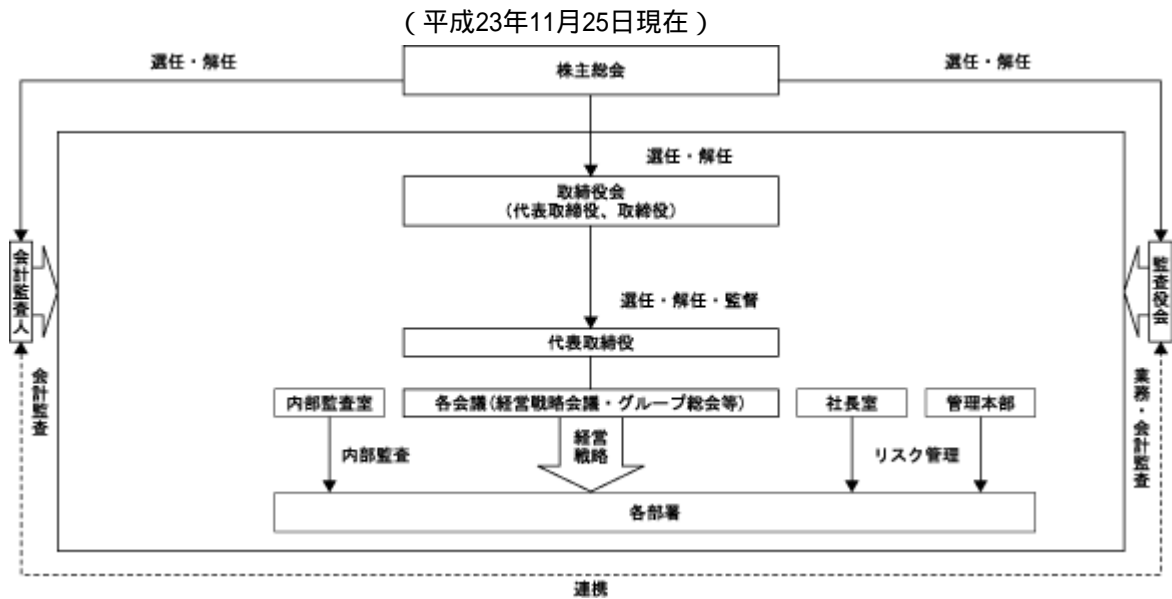 （平成23年11月25日現在）
選任・解任
株主総会
選任・解任
選任・解任
取締役会
（代表取締役、取締役）
会計監査人
監査役会
選任・解任・監督
代表取締役
会計監査
業務・会計監査
内部監査室
各会議(経営戦略会議・グループ総会等)
社長室
管理本部
内部監査
経営
戦略
リスク管理
各部署
連携